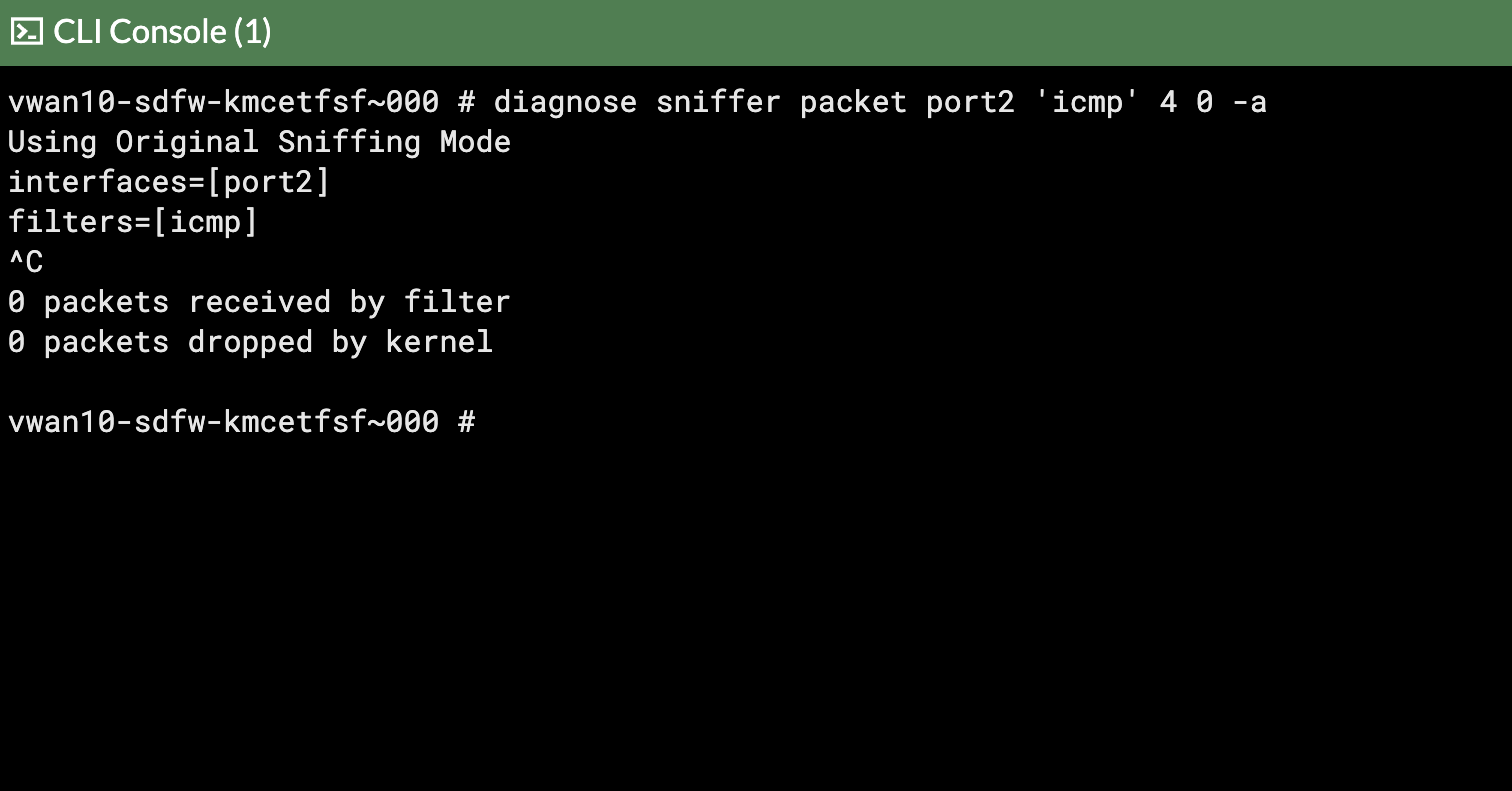 CLI Console (1)
vwan10-sdfw-kmcetfsf~000 # diagnose sniffer packet port2 'icmp' 4 0 -a
Using Original Sniffing Mode
interfaces=[port2]
filters=[icmp]
^C
0 packets received by filter
0 packets dropped by kernel
vwan10-sdfw-kmcetfsf~000 #